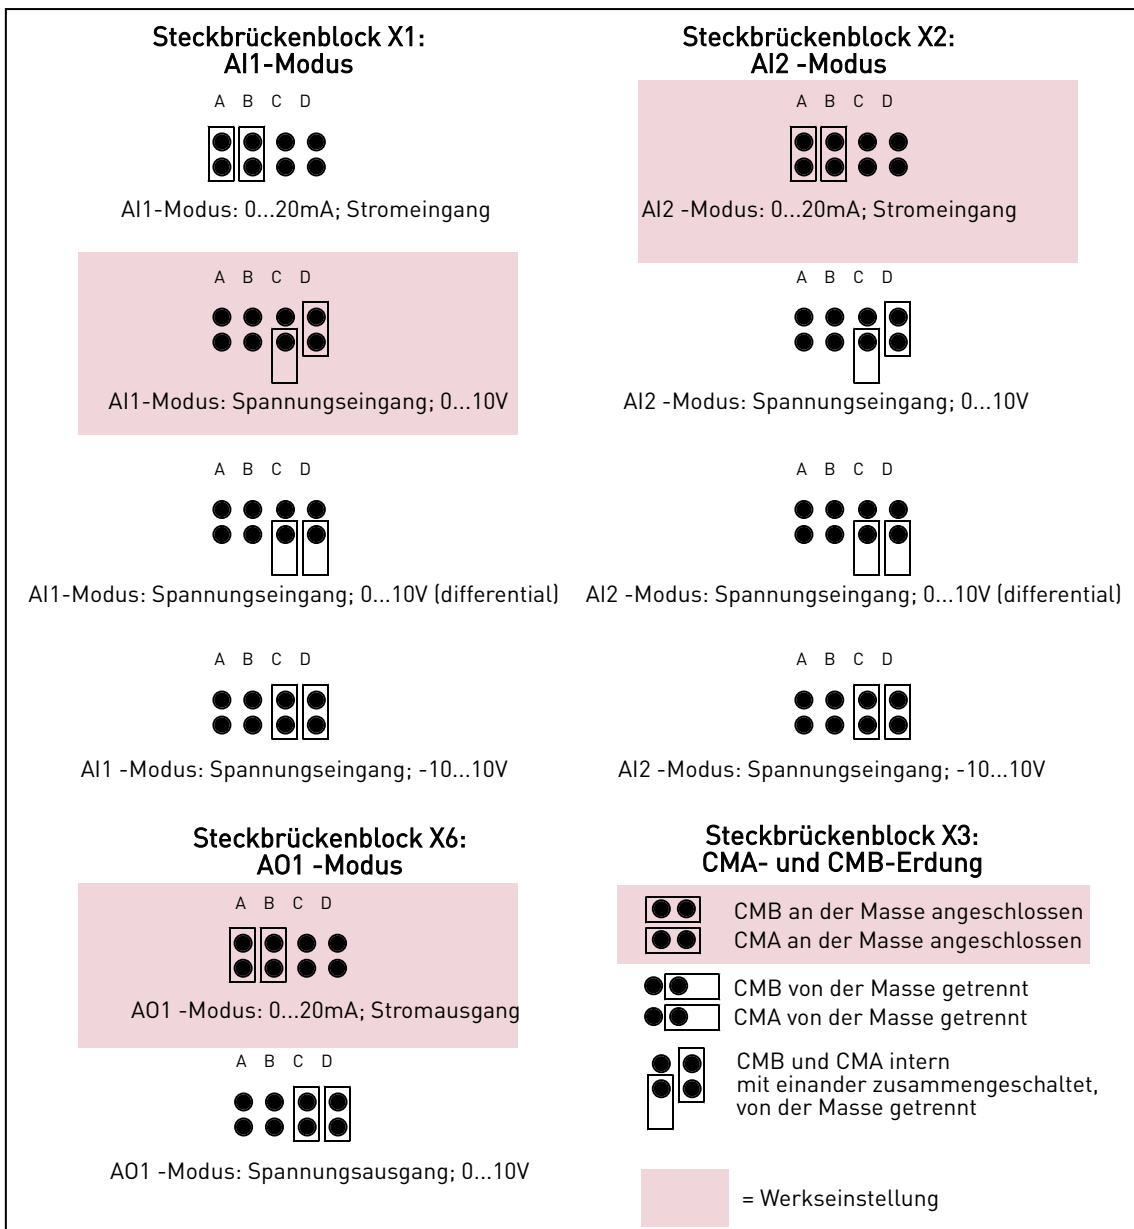 Steckbrückenblock X1:
AI1-Modus
A B C D
AI1-Modus: 0...20mA; Stromeingang
A B C D
AI1-Modus: Spannungseingang; 0...10V
A B C D
AI1-Modus: Spannungseingang; 0...10V (differential)
A B C D
AI1 -Modus: Spannungseingang; -10...10V
Steckbrückenblock X2:
AI2 -Modus
A B C D
AI2 -Modus: 0...20mA; Stromeingang
A B C D
AI2 -Modus: Spannungseingang; 0...10V
A B C D
AI2 -Modus: Spannungseingang; 0...10V (differential)
A B C D
AI2 -Modus: Spannungseingang; -10...10V
Steckbrückenblock X6:
AO1 -Modus
A B C D
AO1 -Modus: 0...20mA; Stromausgang
A B C D
AO1 -Modus: Spannungsausgang; 0...10V
Steckbrückenblock X3:
CMA- und CMB-Erdung
CMB an der Masse angeschlossen
CMA an der Masse angeschlossen
CMB von der Masse getrennt
CMA von der Masse getrennt
CMB und CMA intern
mit einander zusammengeschaltet,
von der Masse getrennt
= Werkseinstellung